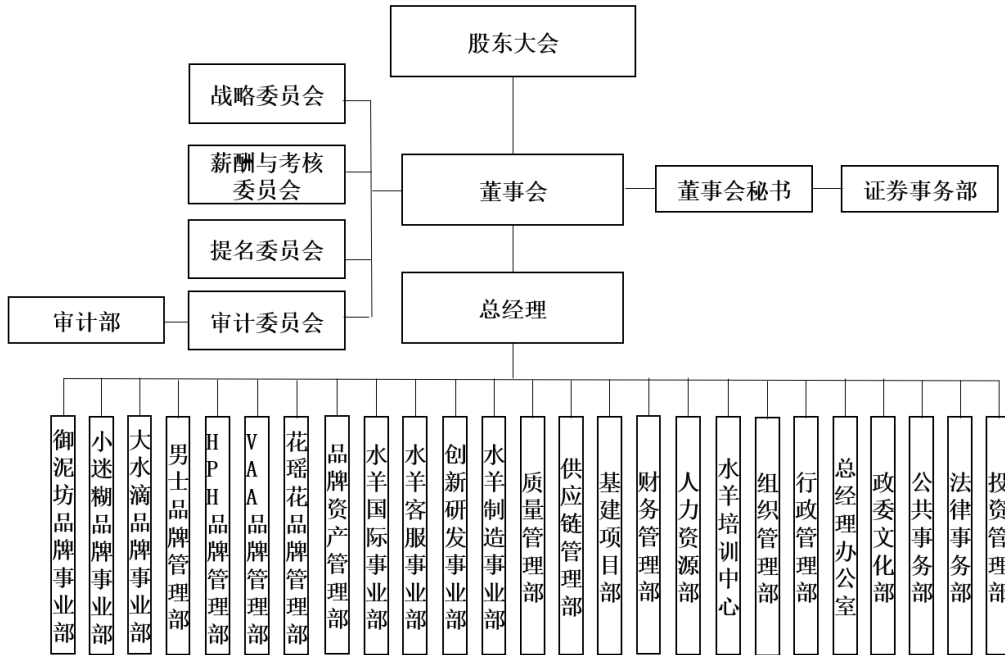 股东大会
战略委员会
薪酬与考核
委员会
董事会
董事会秘书
证券事务部
提名委员会
总经理
审计部
审计委员会
御泥坊品牌事业部
小迷糊品牌事业部
大水滴品牌事业部
男士品牌管理部
HPH品牌管理部
VAA品牌管理部
花瑶花品牌管理部
品牌资产管理部
水羊国际事业部
水羊客服事业部
创新研发事业部
水羊制造事业部
质量管理部
供应链管理部
基建项目部
财务管理部
人力资源部
水羊培训中心
组织管理部
行政管理部
总经理办公室
政委文化部
公共事务部
法律事务部
投资管理部